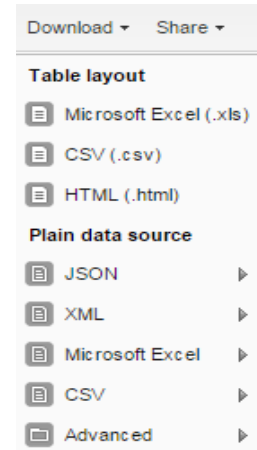 Download Share
Table layout
Microsoft Excel (.xls)
CSV (.csv)
HTML (.html)
Plain data source
JSON
XML
Microsoft Excel
CSV
Advanced